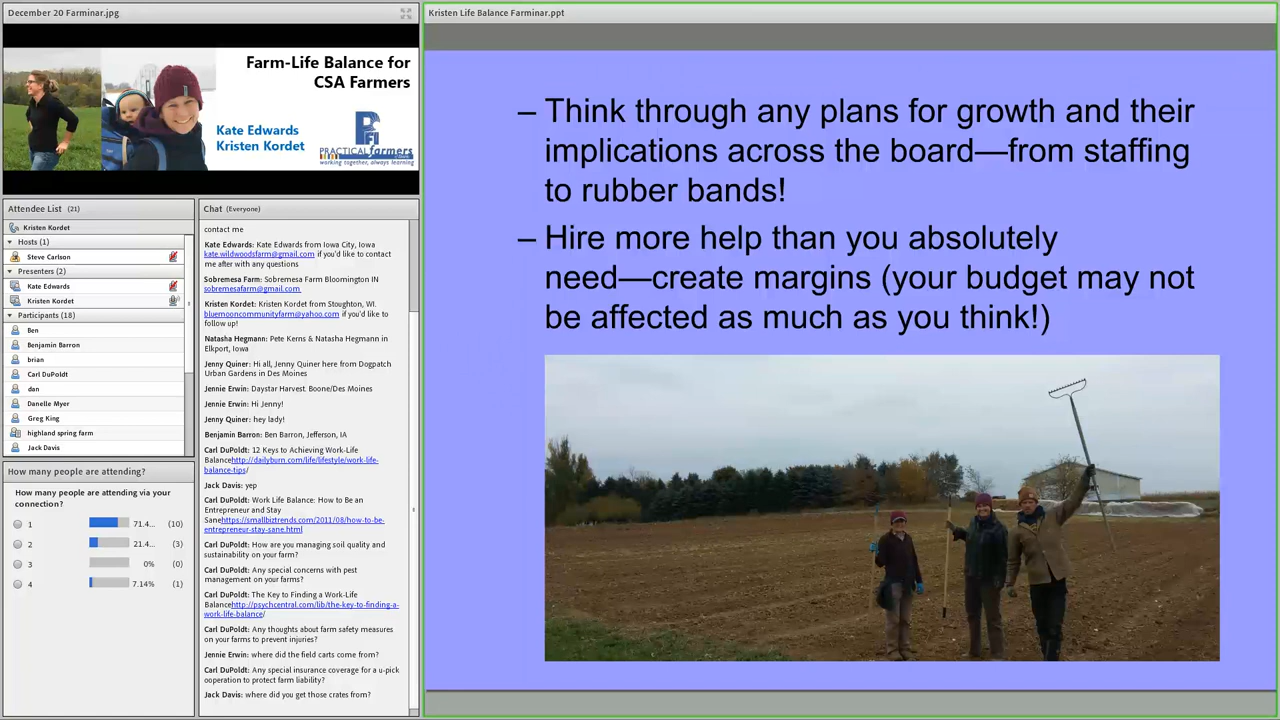 December 20 Farminar.jpg
Farm-Life Balance for
CSA Farmers
Kate Edwards
Kristen Kordet
PRACTICAL farmers
working together, always learning
Attendee List (21)
Kristen Kordet
Hosts (1)
Steve Carlson
Presenters (2)
Kate Edwards
Kristen Kordet
Participants (18)
Ben
Benjamin Barron
brian
Carl DuPoldt
dan
Danelle Myer
Greg King
highland spring farm
Jack Davis
How many people are attending?
How many people are attending via your
connection?
1 71.4... (10)
2 21.4... (3)
3 0% (0)
4 7.14% (1)
Chat (Everyone)
contact me
Kate Edwards: Kate Edwards from Iowa City, Iowa
kate.wildwoodsfarm@gmail.com if you'd like to contact
me after with any questions
Sobremesa Farm: Sobremesa Farm Bloomington IN
sobremesafarm@gmail.com
Kristen Kordet: Kristen Kordet from Stoughton, WI.
bluemooncommunityfarm@yahoo.com if you'd like to
follow up!
Natasha Hegmann: Pete Kerns & Natasha Hegmann in
Elkport, Iowa
Jenny Quiner: Hi all, Jenny Quiner here from Dogpatch
Urban Gardens in Des Moines
Jennie Erwin: Daystar Harvest. Boone/Des Moines
Jennie Erwin: Hi Jenny!
Jenny Quiner: hey lady!
Benjamin Barron: Ben Barron, Jefferson, IA
Carl DuPoldt: 12 Keys to Achieving Work-Life
Balancehttp://dailyburn.com/life/lifestyle/work-life-
balance-tips/
Jack Davis: yep
Carl DuPoldt: Work Life Balance: How to Be an
Entrepreneur and Stay
Sanehttps://smallbiztrends.com/2011/08/how-to-be-
entrepreneur-stay-sane.html
Carl DuPoldt: How are you managing soil quality and
sustainability on your farm?
Carl DuPoldt: Any special concerns with pest
management on your farms?
Carl DuPoldt: The Key to Finding a Work-Life
Balancehttp://psychcentral.com/lib/the-key-to-finding-a-
work-life-balance/
Carl DuPoldt: Any thoughts about farm safety measures
on your farms to prevent injuries?
Jennie Erwin: where did the field carts come from?
Carl DuPoldt: Any special insurance coverage for a u-pick
ooperation to protect farm liability?
Jack Davis: where did you get those crates from?
Kristen Life Balance Farminar.ppt
– Think through any plans for growth and their
implications across the board—from staffing
to rubber bands!
– Hire more help than you absolutely
need—create margins (your budget may not
be affected as much as you think!)